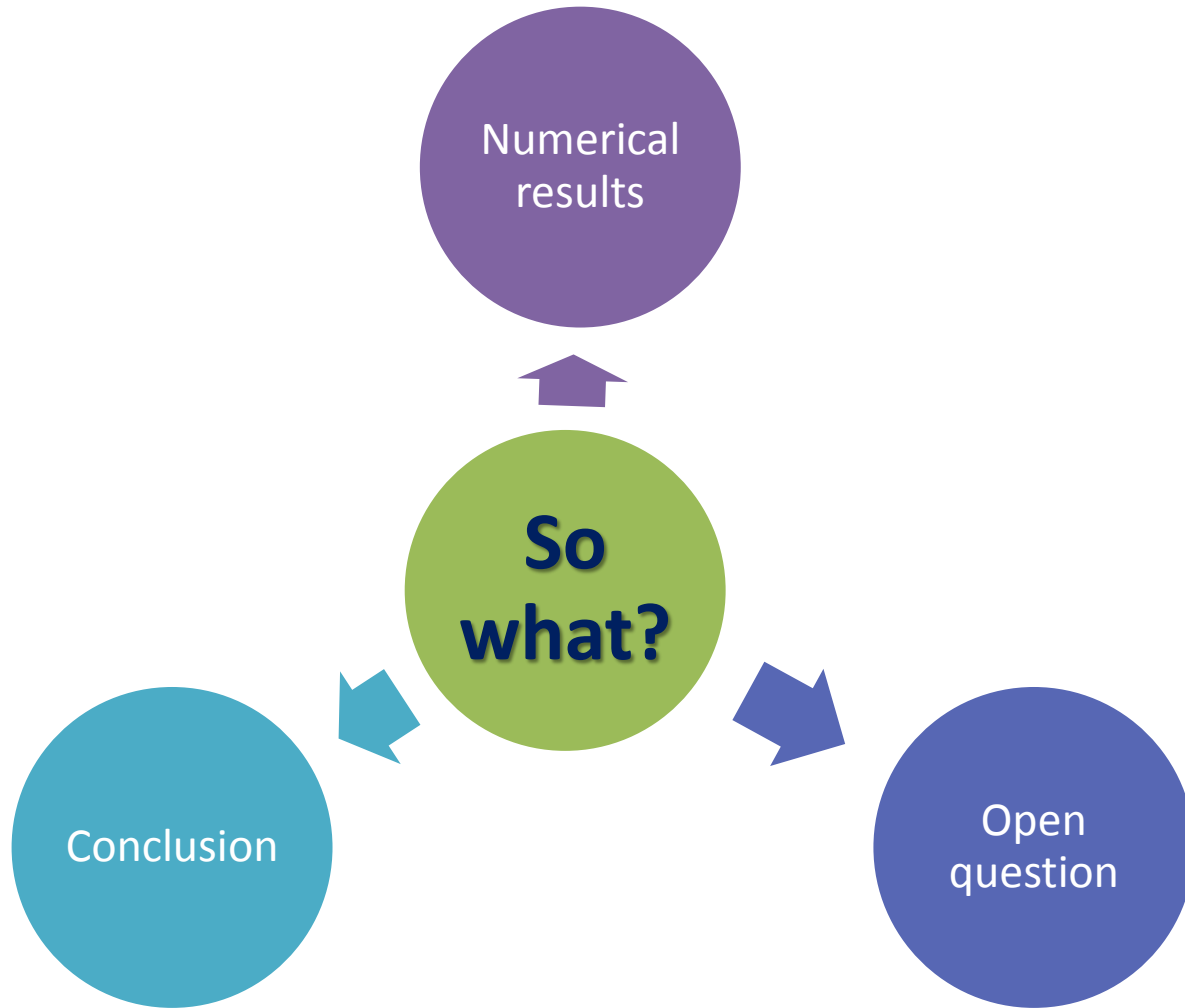 Numerical
results
So
what?
Conclusion
Open
question